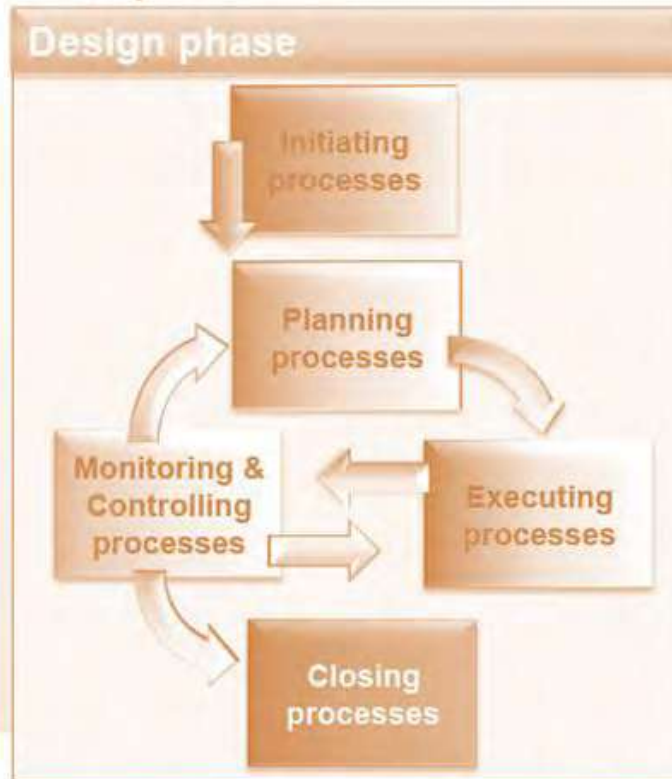 Design phase
Initiating
processes
Planning
processes
Monitoring &
Controlling
processes
Executing
processes
Closing
processes